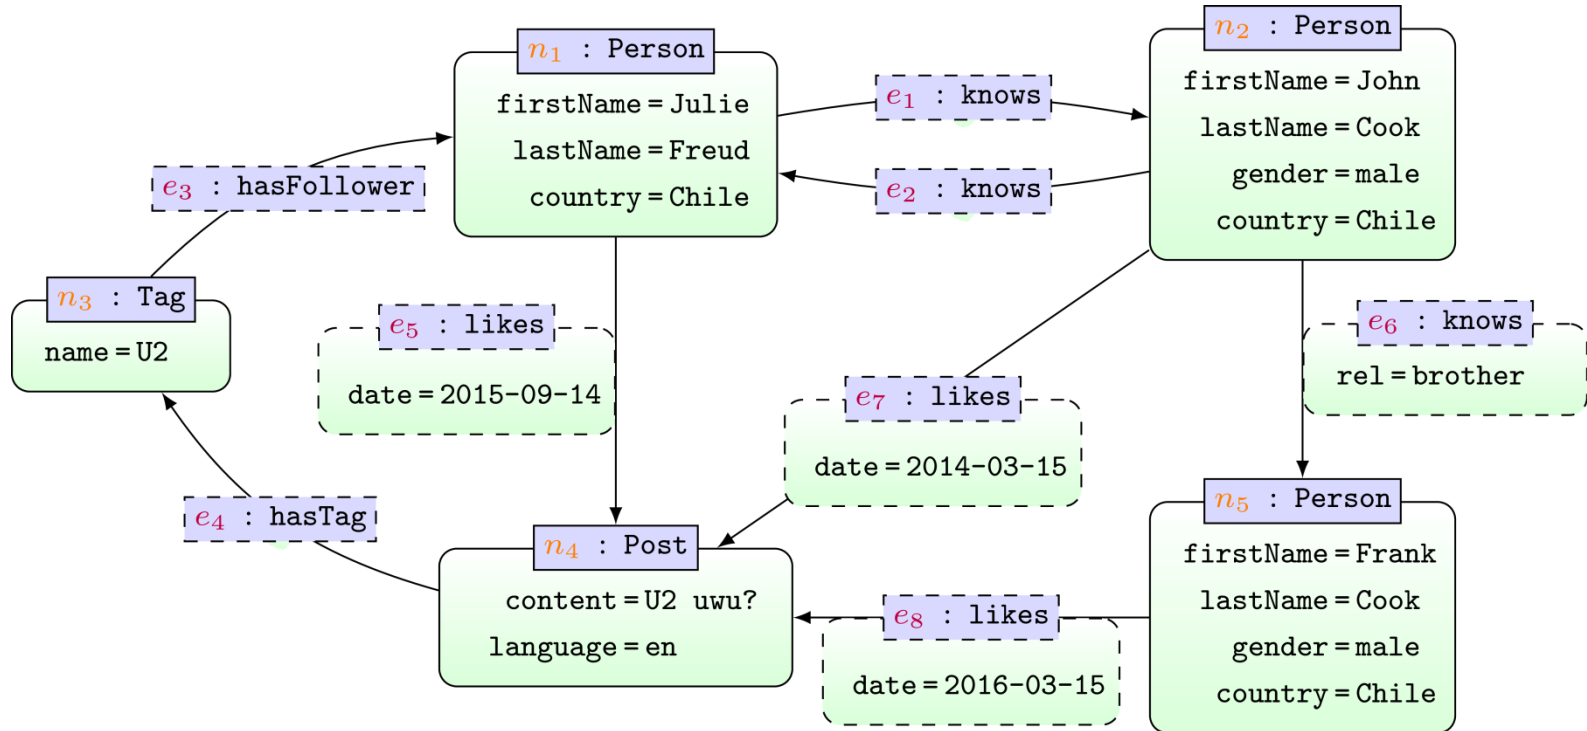 n₁ : Person
firstName = Julie
lastName = Freud
country = Chile
e₁ : knows
e₂ : knows
n₂ : Person
firstName = John
lastName = Cook
gender = male
country = Chile
e₃ : hasFollower
n₃ : Tag
name = U2
e₅ : likes
date = 2015-09-14
e₇ : likes
date = 2014-03-15
e₆ : knows
rel = brother
e₄ : hasTag
n₄ : Post
content = U2 uwu?
language = en
e₈ : likes
date = 2016-03-15
n₅ : Person
firstName = Frank
lastName = Cook
gender = male
country = Chile